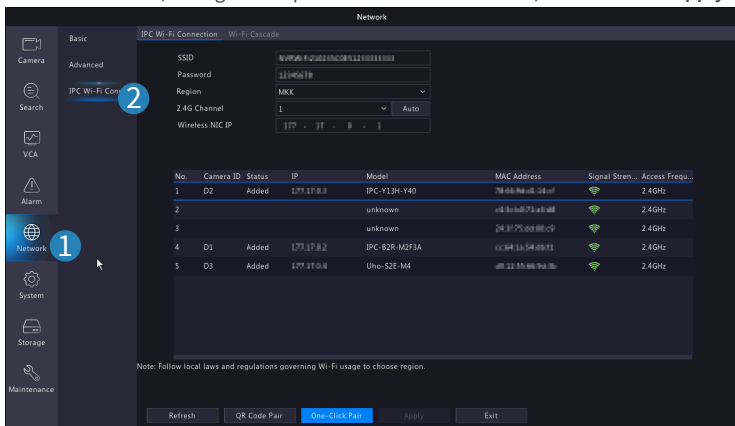 Network
Camera
Search
VCA
Alarm
Network
System
Storage
Maintenance
1
Basic
Advanced
IPC Wi-Fi Con
2
IPC Wi-Fi Connection Wi-Fi Cascade
SSID
Password
Region MKK
2.4G Channel 1 Auto
Wireless NIC IP
No. Camera ID Status IP Model MAC Address Signal Stren... Access Frequ...
1 D2 Added IPC-Y13H-Y40 2.4GHz
2 unknown 2.4GHz
3 unknown 2.4GHz
4 D1 Added IPC-B2R-M2F3A 2.4GHz
5 D3 Added Uho-S2E-M4 2.4GHz
Note: Follow local laws and regulations governing Wi-Fi usage to choose region.
Refresh QR Code Pair One-Click Pair Apply Exit